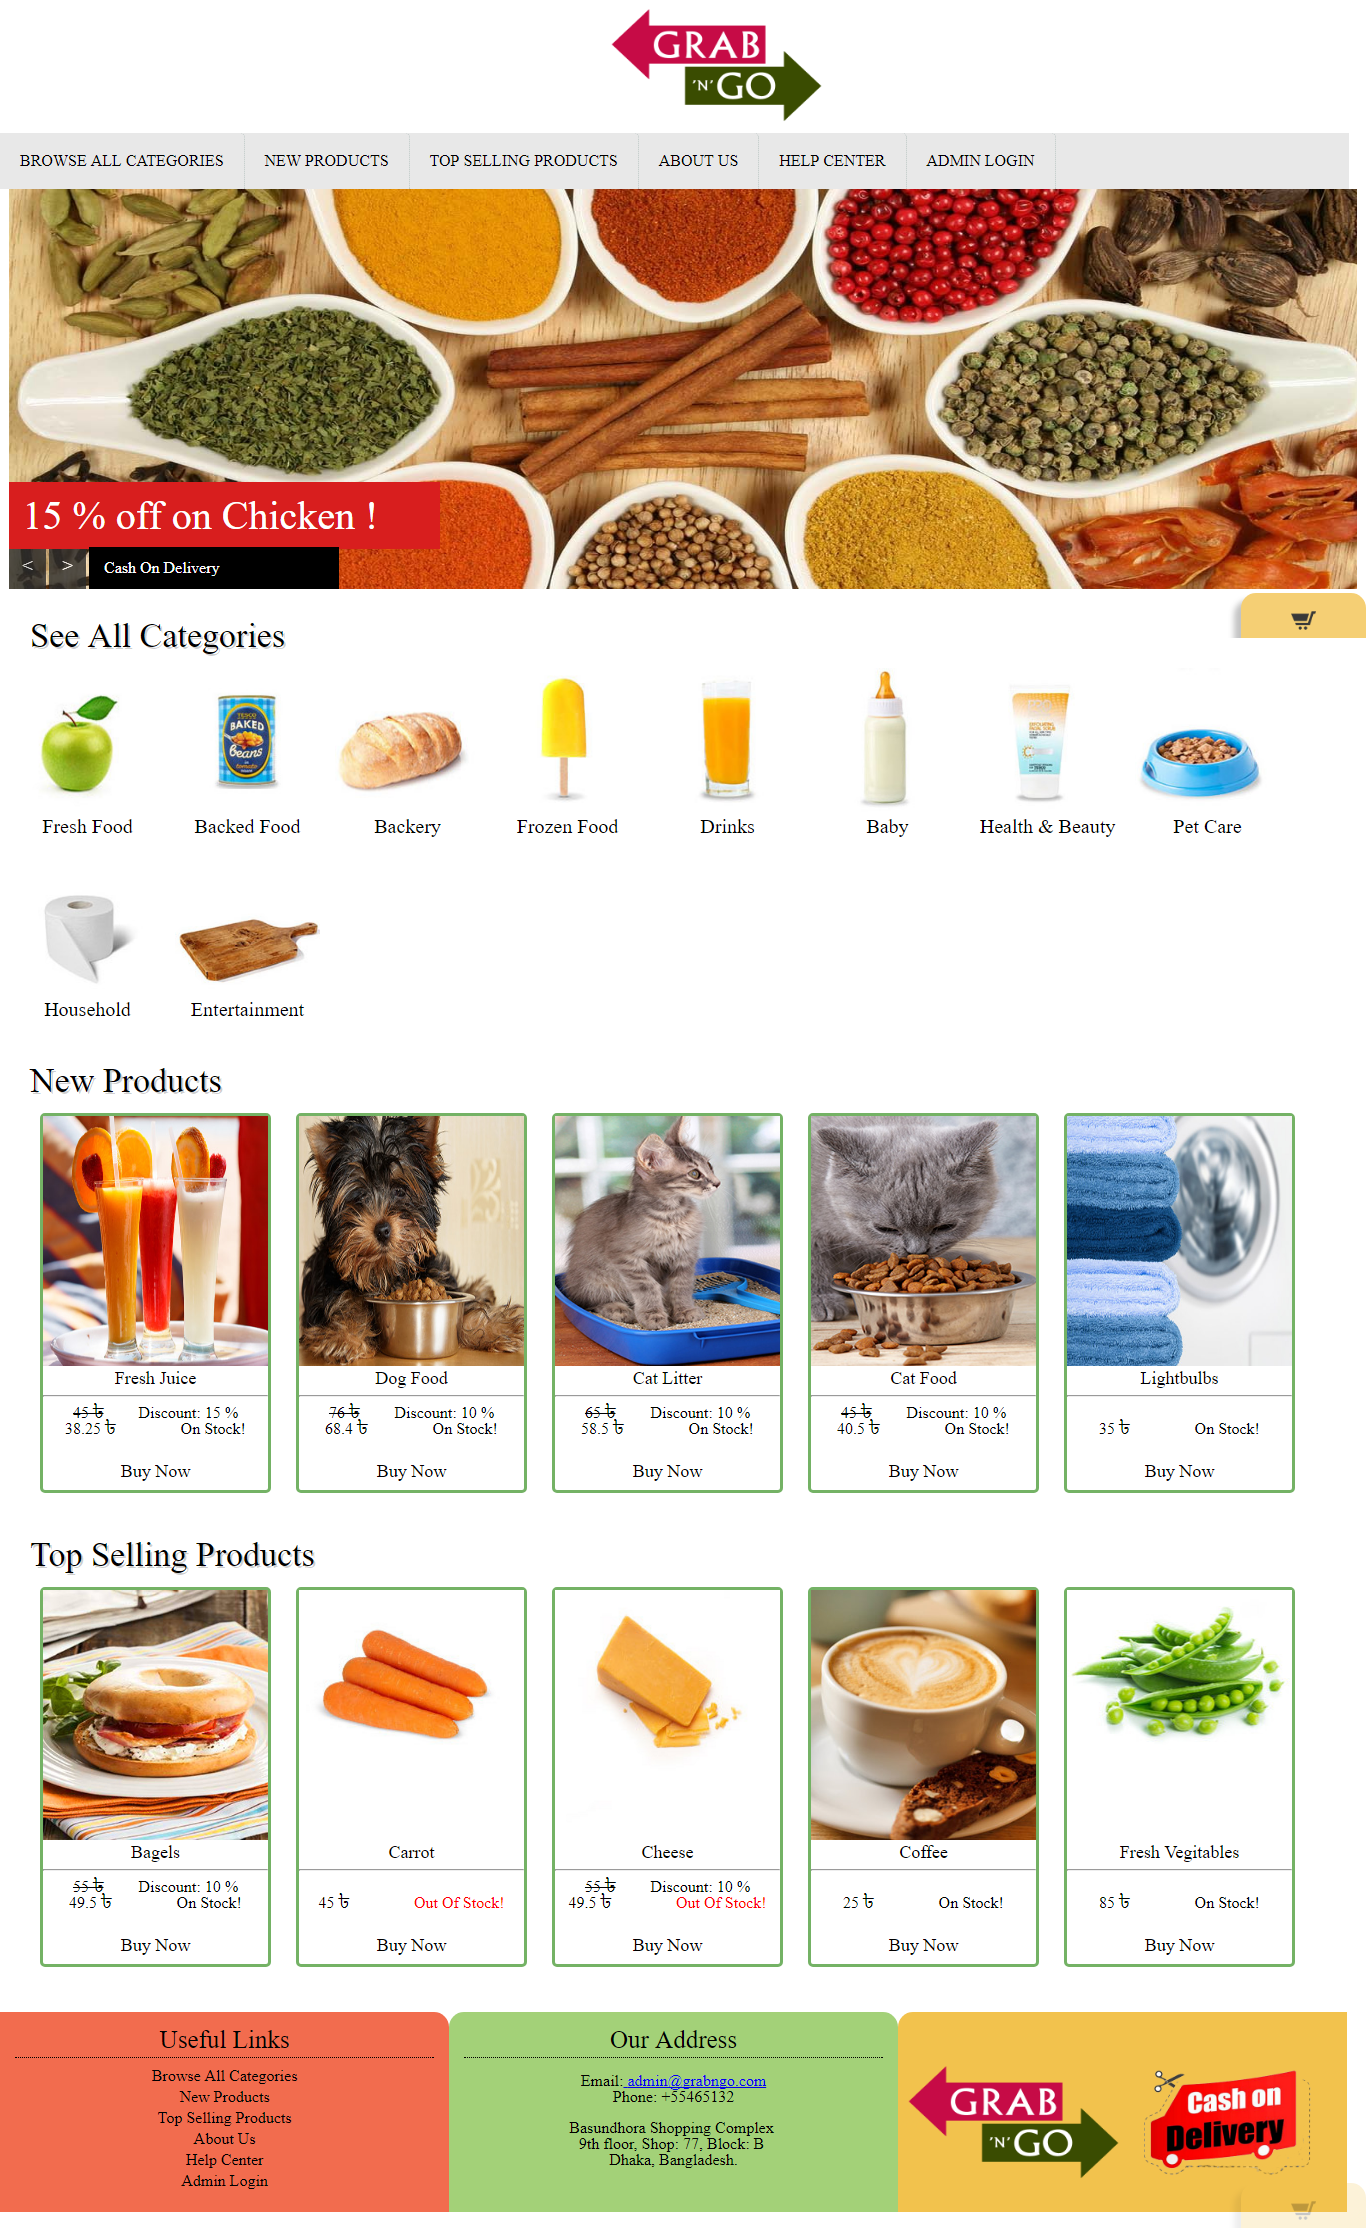 GRAB
'N' GO
BROWSE ALL CATEGORIES NEW PRODUCTS TOP SELLING PRODUCTS ABOUT US HELP CENTER ADMIN LOGIN
15 % off on Chicken !
< > Cash On Delivery
See All Categories
TESCO
BAKED
Beans
in
tomato
Fresh Food Backed Food Backery Frozen Food Drinks Baby Health & Beauty Pet Care
Household Entertainment
New Products
Fresh Juice Dog Food Cat Litter Cat Food Lightbulbs
45 ৳ Discount: 15 % 76 ৳ Discount: 10 % 65 ৳ Discount: 10 % 45 ৳ Discount: 10 %
38.25 ৳ On Stock! 68.4 ৳ On Stock! 58.5 ৳ On Stock! 40.5 ৳ On Stock! 35 ৳ On Stock!
Buy Now Buy Now Buy Now Buy Now Buy Now
Top Selling Products
Bagels Carrot Cheese Coffee Fresh Vegitables
55 ৳ Discount: 10 % 55 ৳ Discount: 10 %
49.5 ৳ On Stock! 45 ৳ Out Of Stock! 49.5 ৳ Out Of Stock! 25 ৳ On Stock! 85 ৳ On Stock!
Buy Now Buy Now Buy Now Buy Now Buy Now
Useful Links
Browse All Categories
New Products
Top Selling Products
About Us
Help Center
Admin Login
Our Address
Email: admin@grabngo.com
Phone: +55465132
Basundhora Shopping Complex
9th floor, Shop: 77, Block: B
Dhaka, Bangladesh.
GRAB
'N' GO
Cash on
Delivery